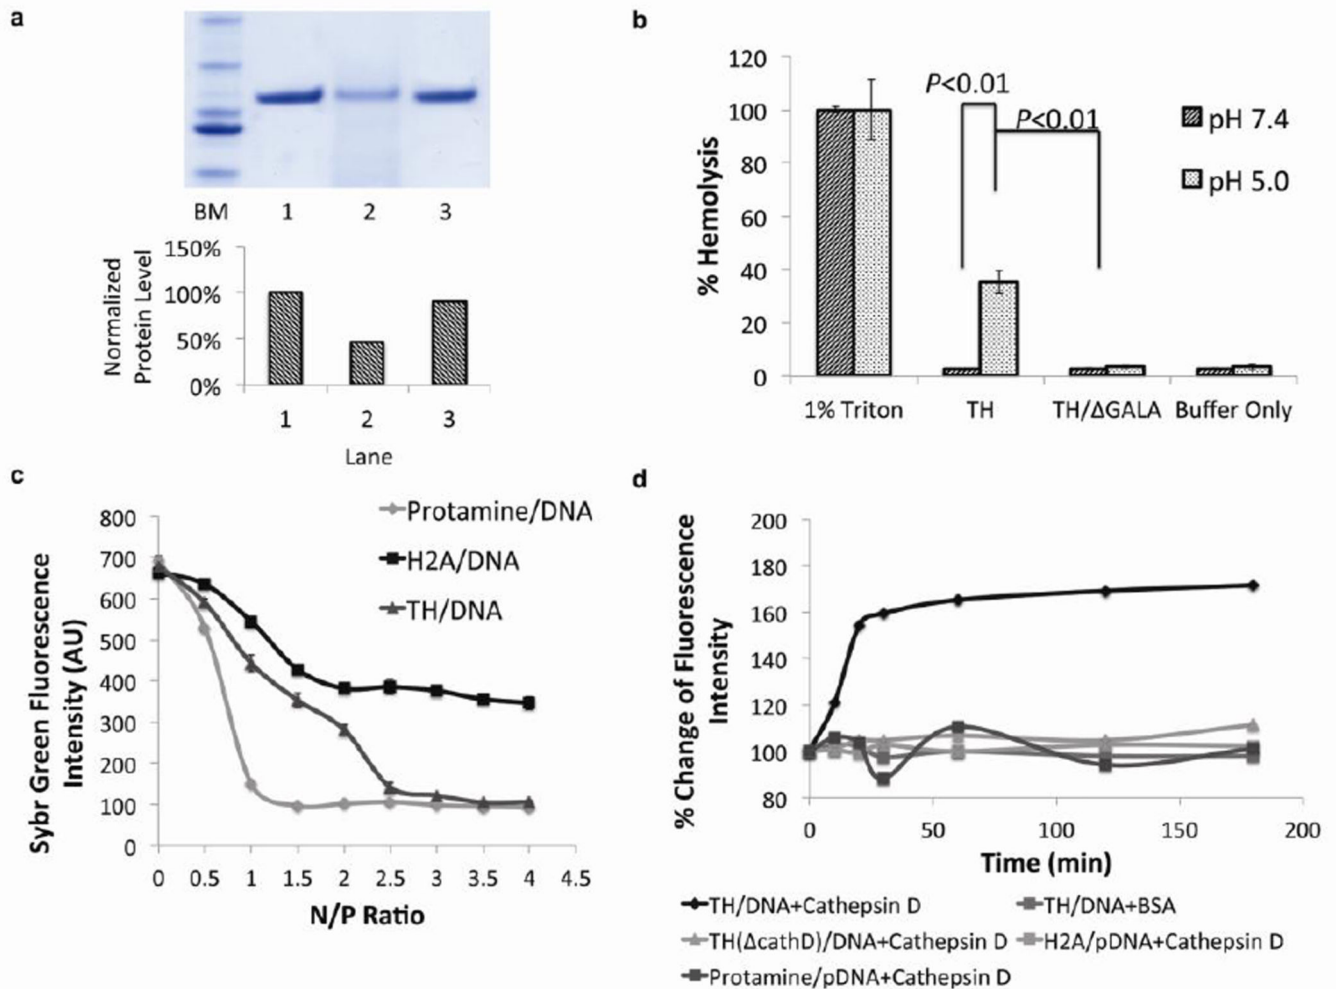 a
BM 1 2 3
Normalized
Protein Level
150%
100%
50%
0%
1 2 3
Lane
b
% Hemolysis
120
100
80
60
40
20
0
P<0.01
P<0.01
pH 7.4
pH 5.0
1% Triton TH TH/ΔGALA Buffer Only
c
Sybr Green Fluorescence
Intensity (AU)
800
700
600
500
400
300
200
100
0
Protamine/DNA
H2A/DNA
TH/DNA
0 0.5 1 1.5 2 2.5 3 3.5 4 4.5
N/P Ratio
d
% Change of Fluorescence
Intensity
200
180
160
140
120
100
80
0 50 100 150 200
Time (min)
TH/DNA+Cathepsin D TH/DNA+BSA
TH(ΔcathD)/DNA+Cathepsin D H2A/pDNA+Cathepsin D
Protamine/pDNA+Cathepsin D